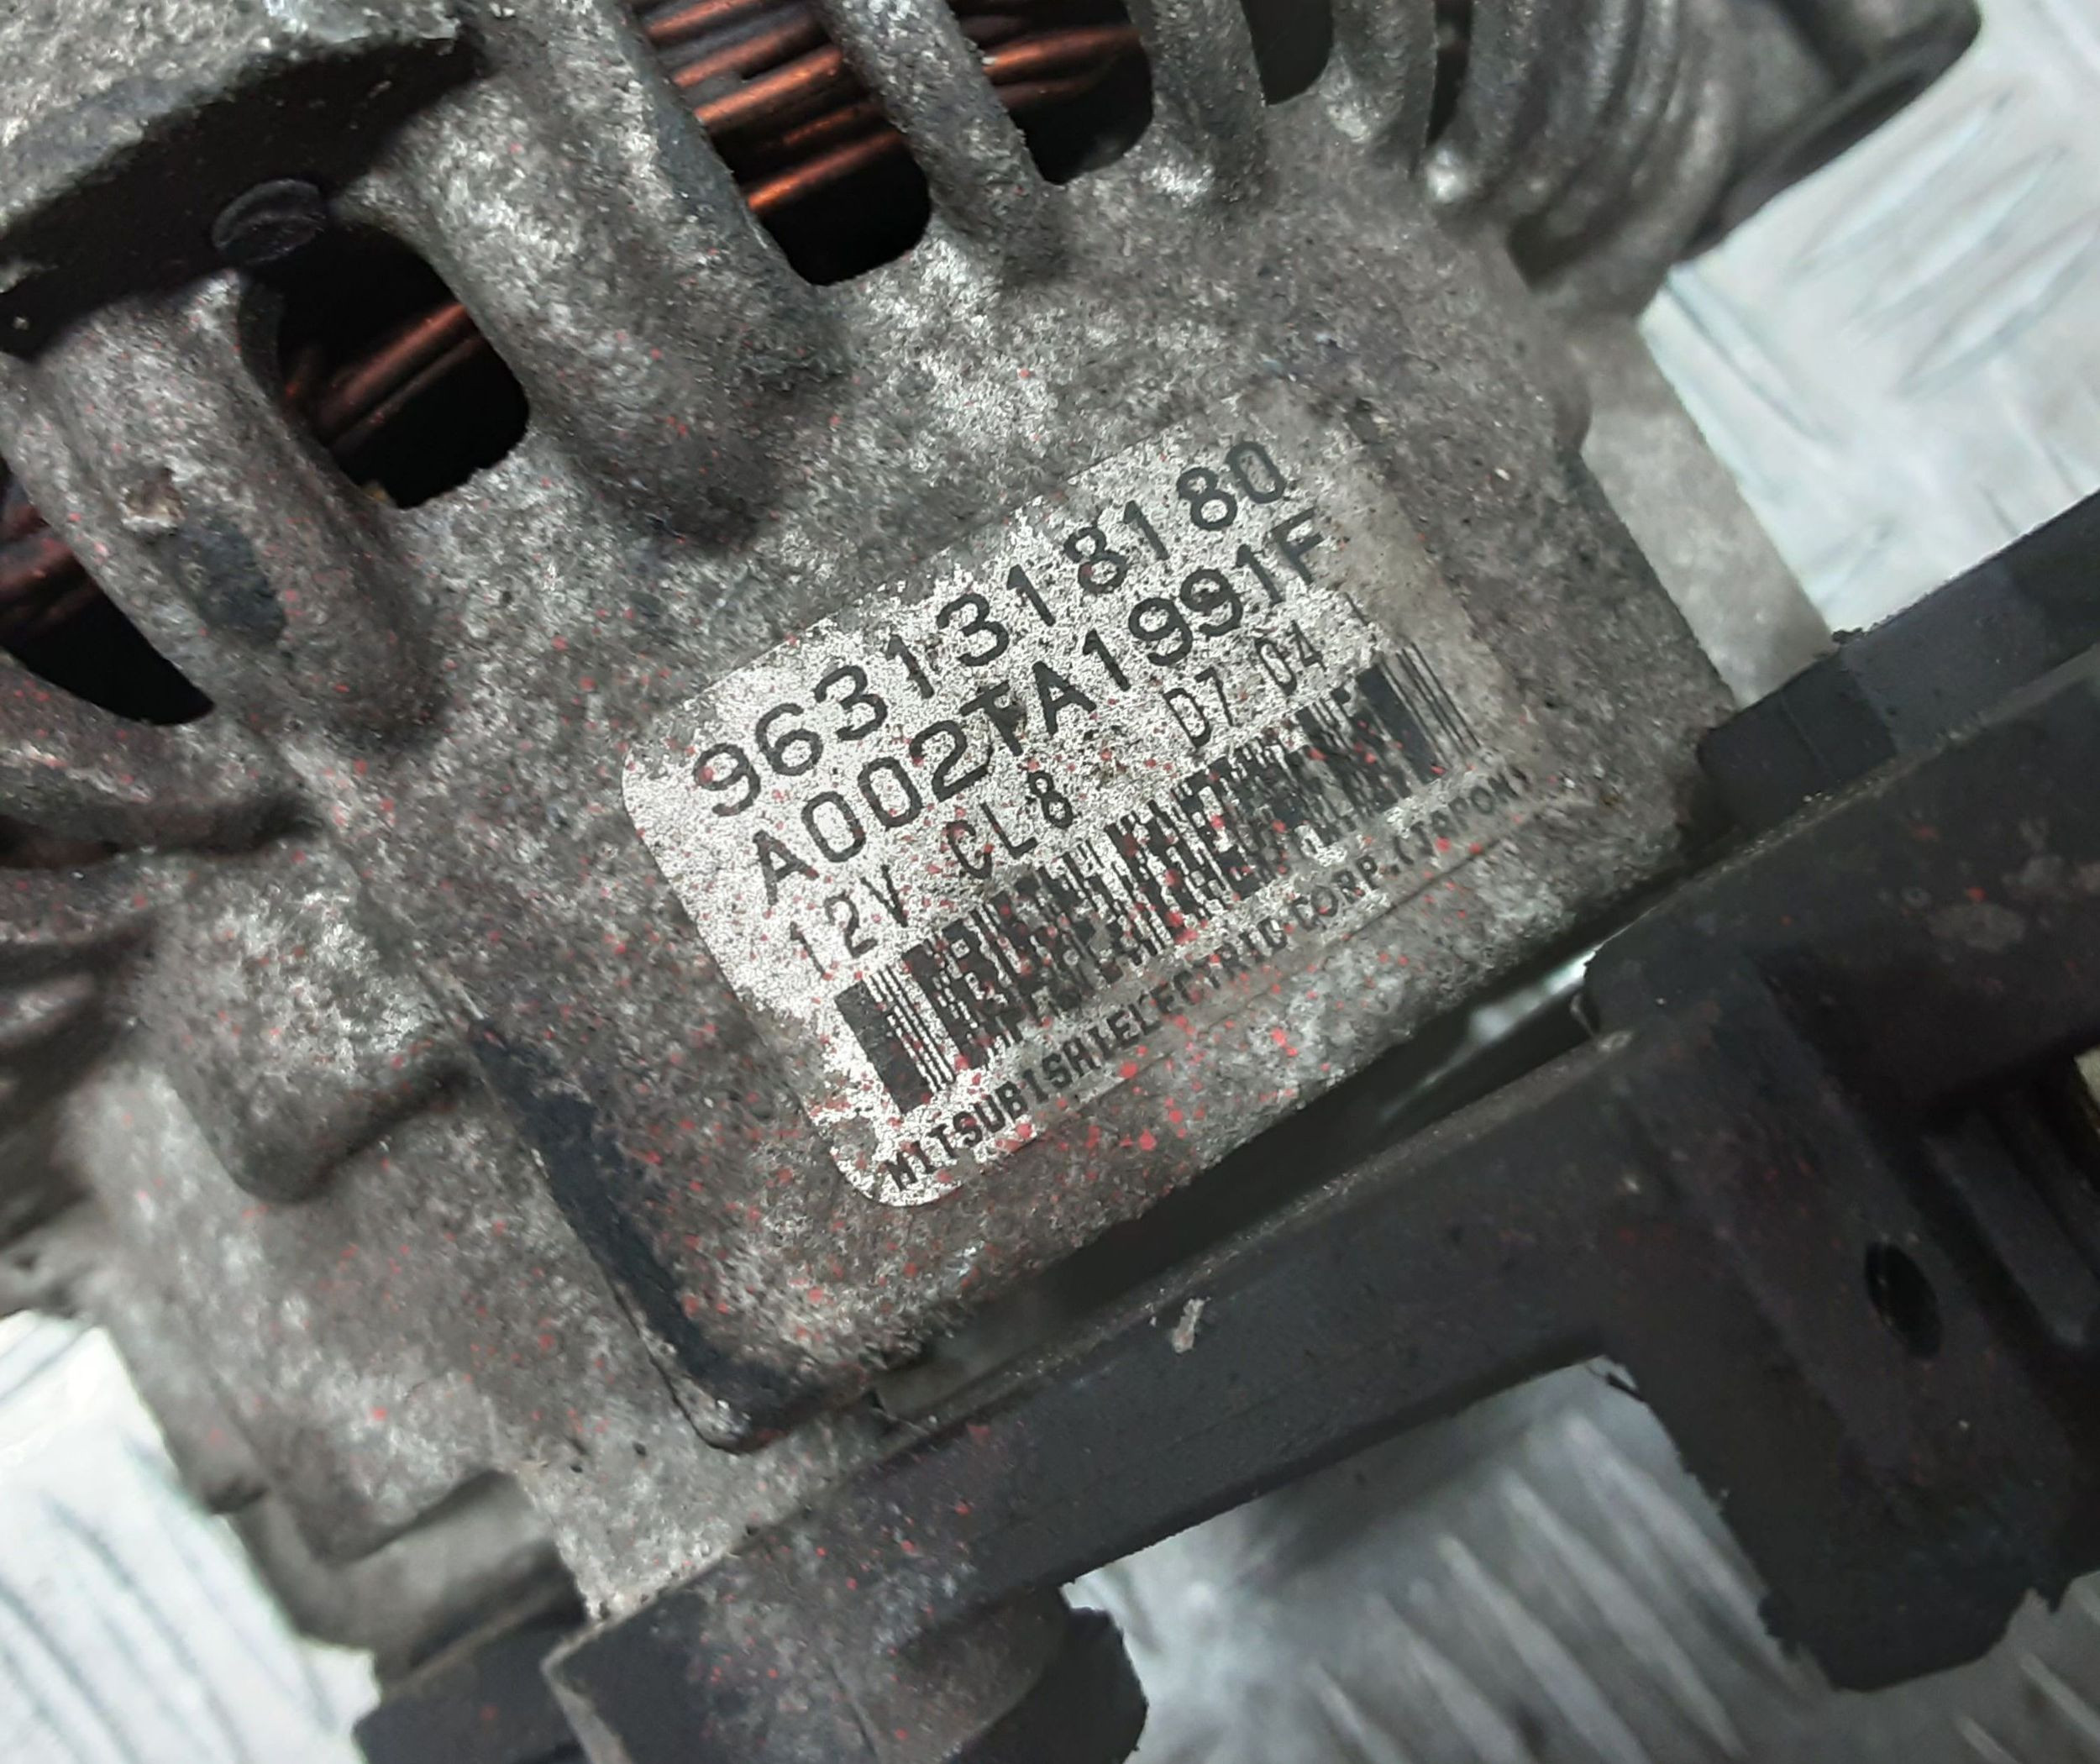 9631318180
A002TA1991F
12V CL8 D7 04
MITSUBISHI ELECTRIC CORP. (JAPON)